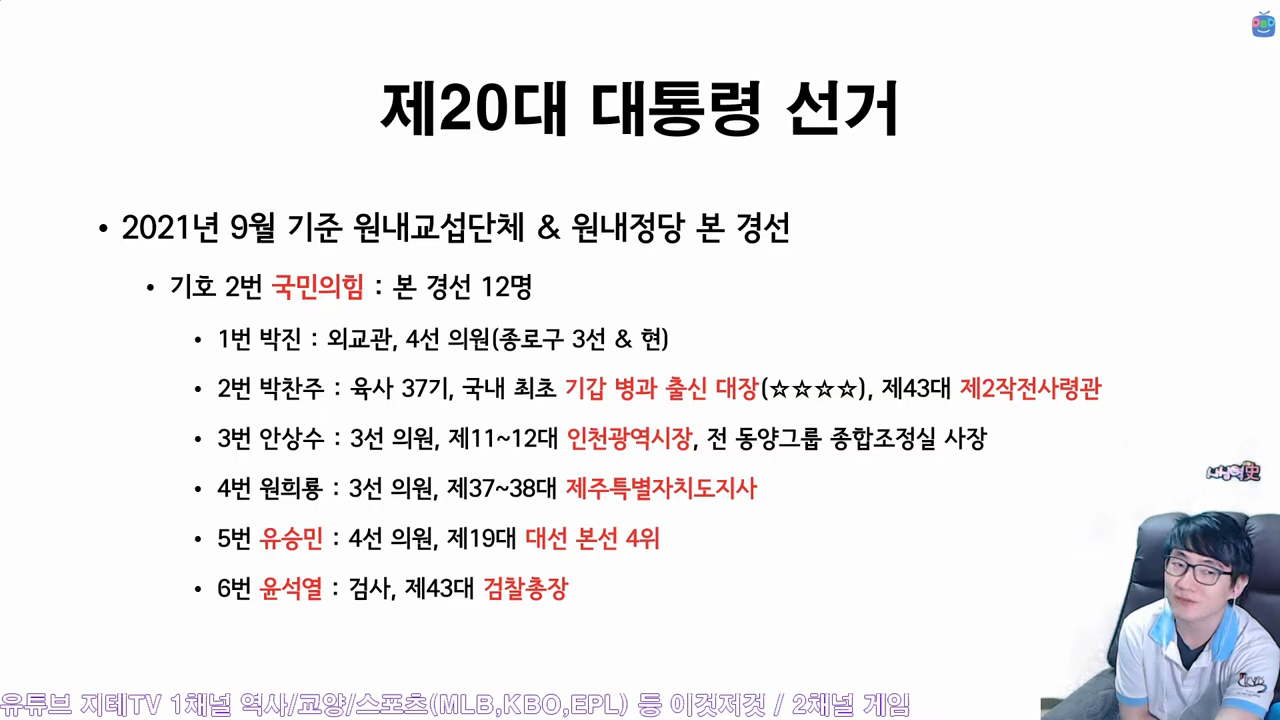 제20대 대통령 선거
• 2021년 9월 기준 원내교섭단체 & 원내정당 본 경선
• 기호 2번 국민의힘 : 본 경선 12명
• 1번 박진 : 외교관, 4선 의원(종로구 3선 & 현)
• 2번 박찬주 : 육사 37기, 국내 최초 기갑 병과 출신 대장(☆☆☆☆), 제43대 제2작전사령관
• 3번 안상수 : 3선 의원, 제11~12대 인천광역시장, 전 동양그룹 종합조정실 사장
• 4번 원희룡 : 3선 의원, 제37~38대 제주특별자치도지사
• 5번 유승민 : 4선 의원, 제19대 대선 본선 4위
• 6번 윤석열 : 검사, 제43대 검찰총장
유튜브 지테TV 1채널 역사/교양/스포츠(MLB,KBO,EPL) 등 이것저것 / 2채널 게임